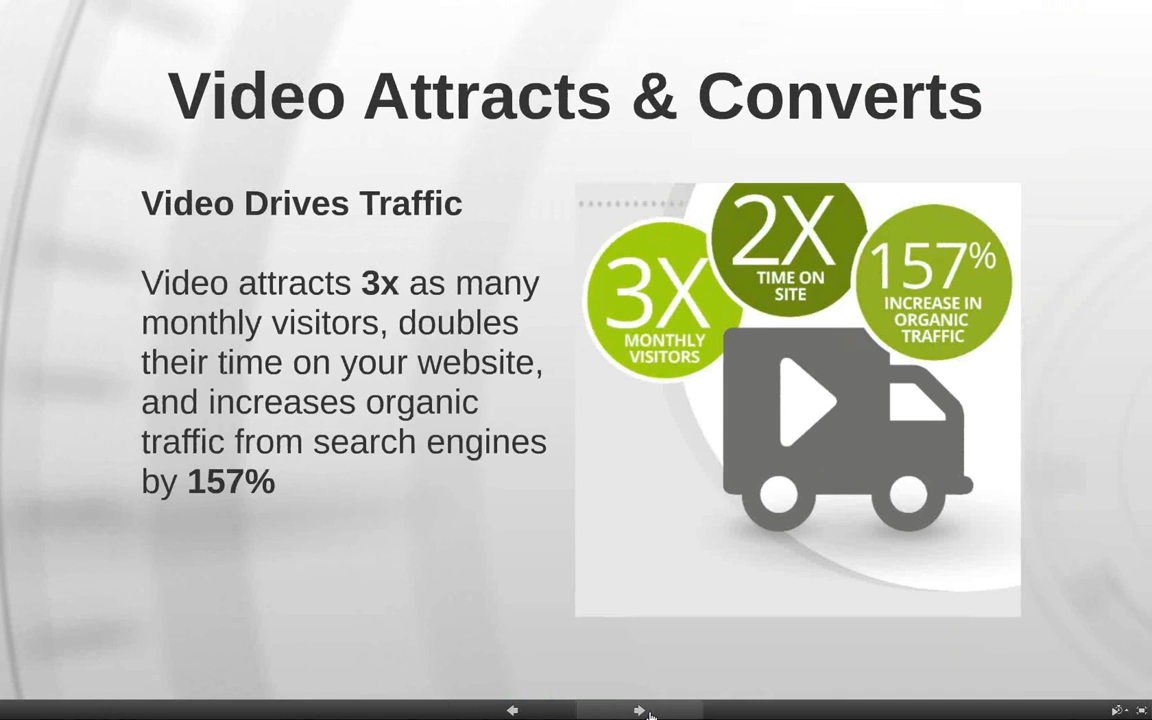 Video Attracts & Converts
Video Drives Traffic
Video attracts 3x as many
monthly visitors, doubles
their time on your website,
and increases organic
traffic from search engines
by 157%
3X
MONTHLY
VISITORS
2X
TIME ON
SITE
157%
INCREASE IN
ORGANIC
TRAFFIC